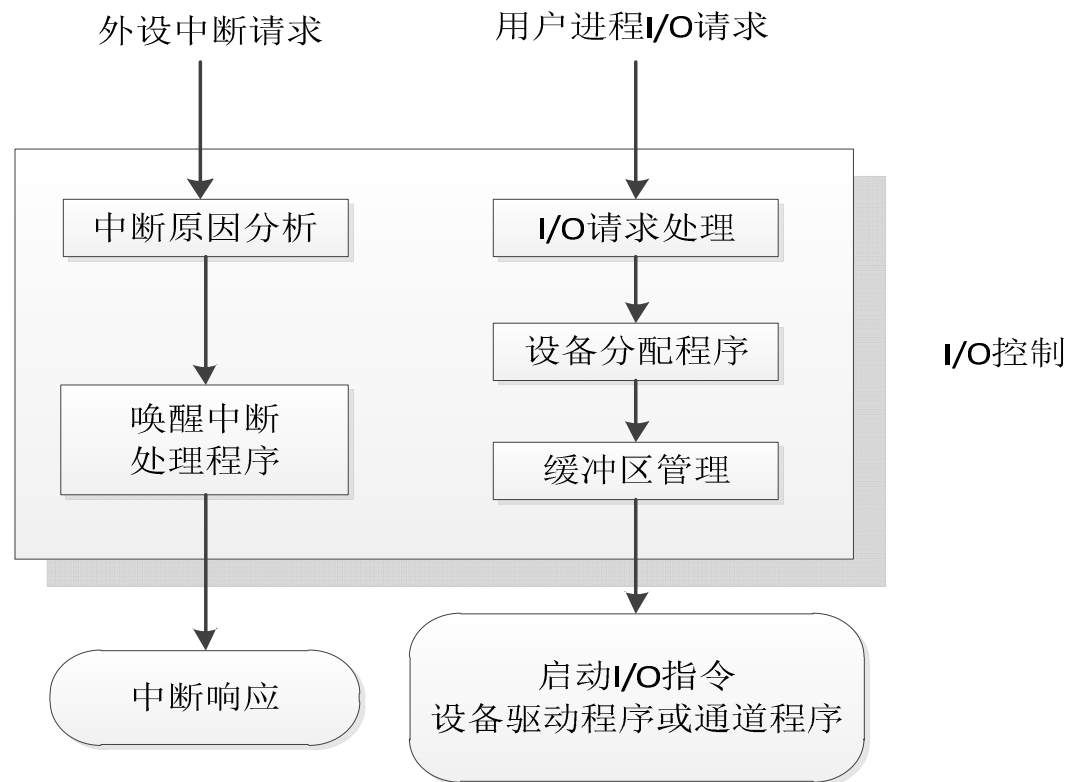 外设中断请求
用户进程I/O请求
中断原因分析
I/O请求处理
设备分配程序
I/O控制
唤醒中断
处理程序
缓冲区管理
中断响应
启动I/O指令
设备驱动程序或通道程序